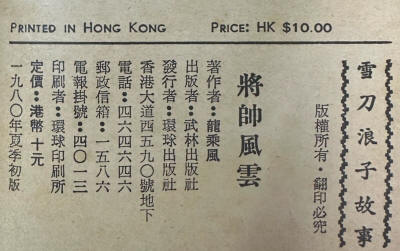 PRINTED IN HONG KONG
PRICE: HK $10.00
雪刀浪子故事
版權所有・翻印必究
將帥風雲
著作者：龍乘風
出版者：武林出版社
發行者：環球出版社
香港大道西四五九〇號地下
電話：四六四六四六
郵政信箱：一五八六
電報掛號：四〇一三
印刷者：環球印刷所
定價：港幣十元
一九八〇年夏季初版